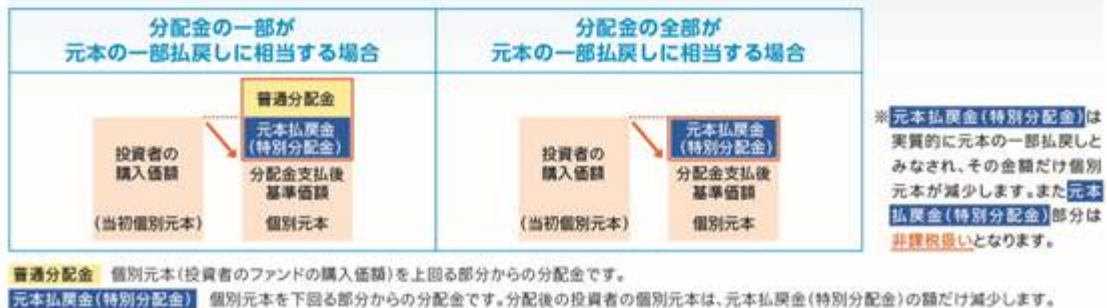 分配金の一部が
元本の一部払戻しに相当する場合
分配金の全部が
元本の一部払戻しに相当する場合
普通分配金
元本払戻金
(特別分配金)
投資者の
購入価額
(当初個別元本)
分配金支払後
基準価額
個別元本
元本払戻金
(特別分配金)
投資者の
購入価額
(当初個別元本)
分配金支払後
基準価額
個別元本
※元本払戻金(特別分配金)は
実質的に元本の一部払戻しと
みなされ、その金額だけ個別
元本が減少します。また元本
払戻金(特別分配金)部分は
非課税扱いとなります。
普通分配金 個別元本(投資者のファンドの購入価額)を上回る部分からの分配金です。
元本払戻金(特別分配金) 個別元本を下回る部分からの分配金です。分配後の投資者の個別元本は、元本払戻金(特別分配金)の額だけ減少します。